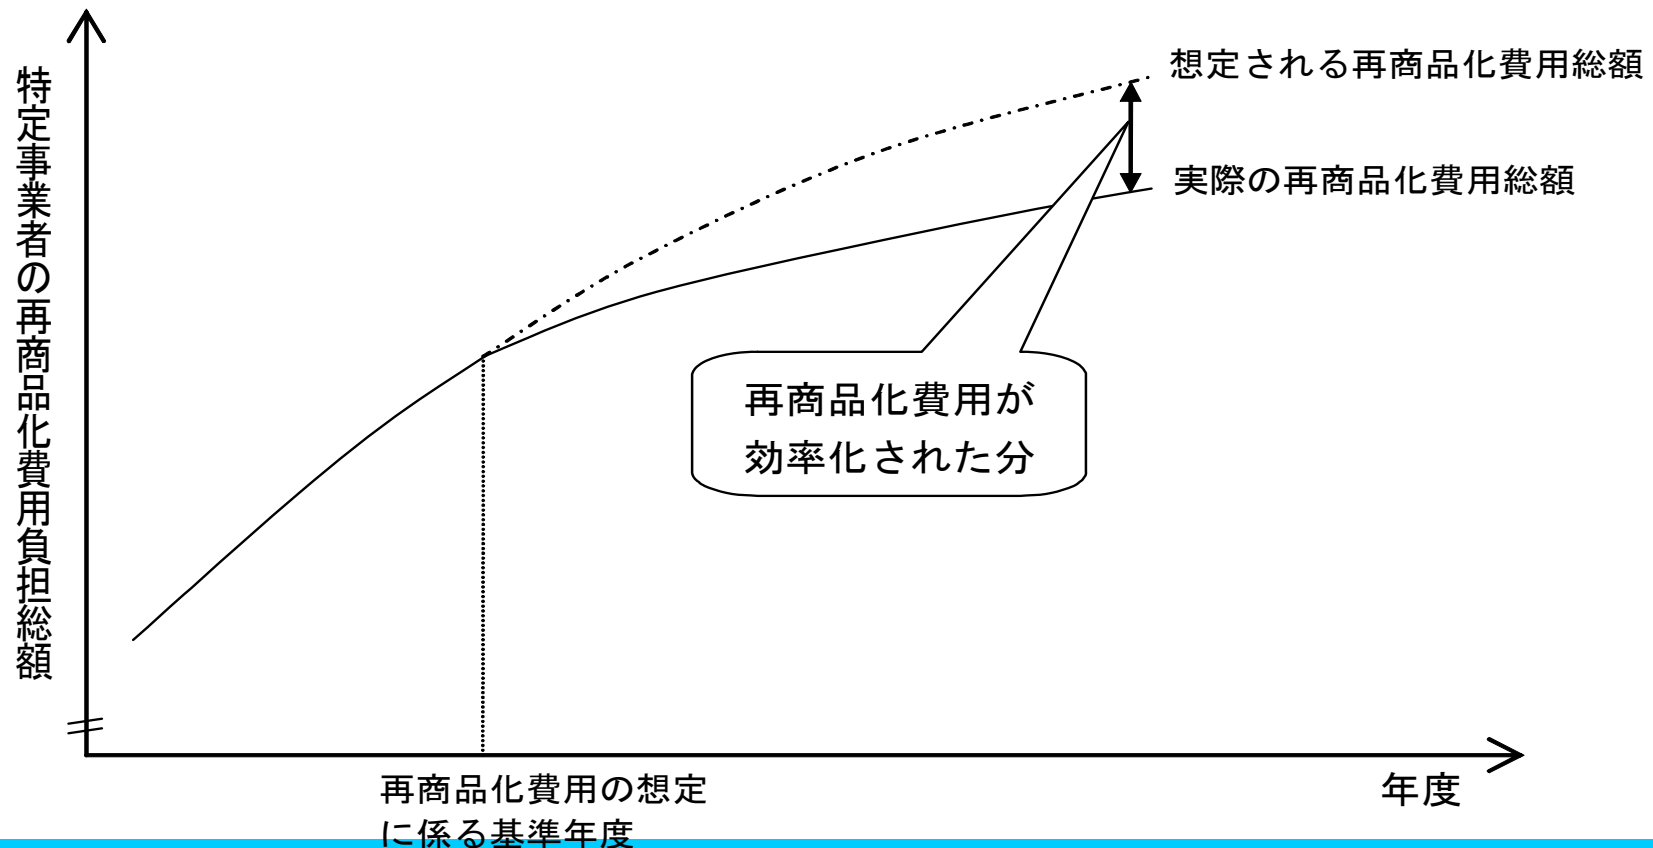 特定事業者の再商品化費用負担総額
想定される再商品化費用総額
実際の再商品化費用総額
再商品化費用が
効率化された分
再商品化費用の想定
に係る基準年度
年度